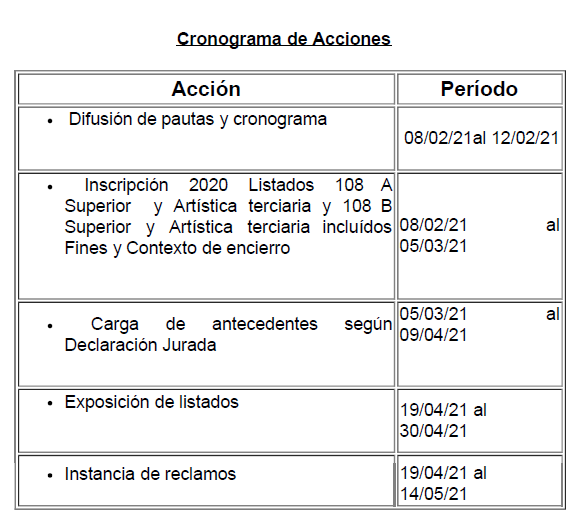 Cronograma de Acciones
Acción
Período
• Difusión de pautas y cronograma
08/02/21al 12/02/21
• Inscripción 2020 Listados 108 A
Superior y Artística terciaria y 108 B
Superior y Artística terciaria incluídos
Fines y Contexto de encierro
08/02/21 al
05/03/21
• Carga de antecedentes según
Declaración Jurada
05/03/21 al
09/04/21
• Exposición de listados
19/04/21 al
30/04/21
• Instancia de reclamos
19/04/21 al
14/05/21